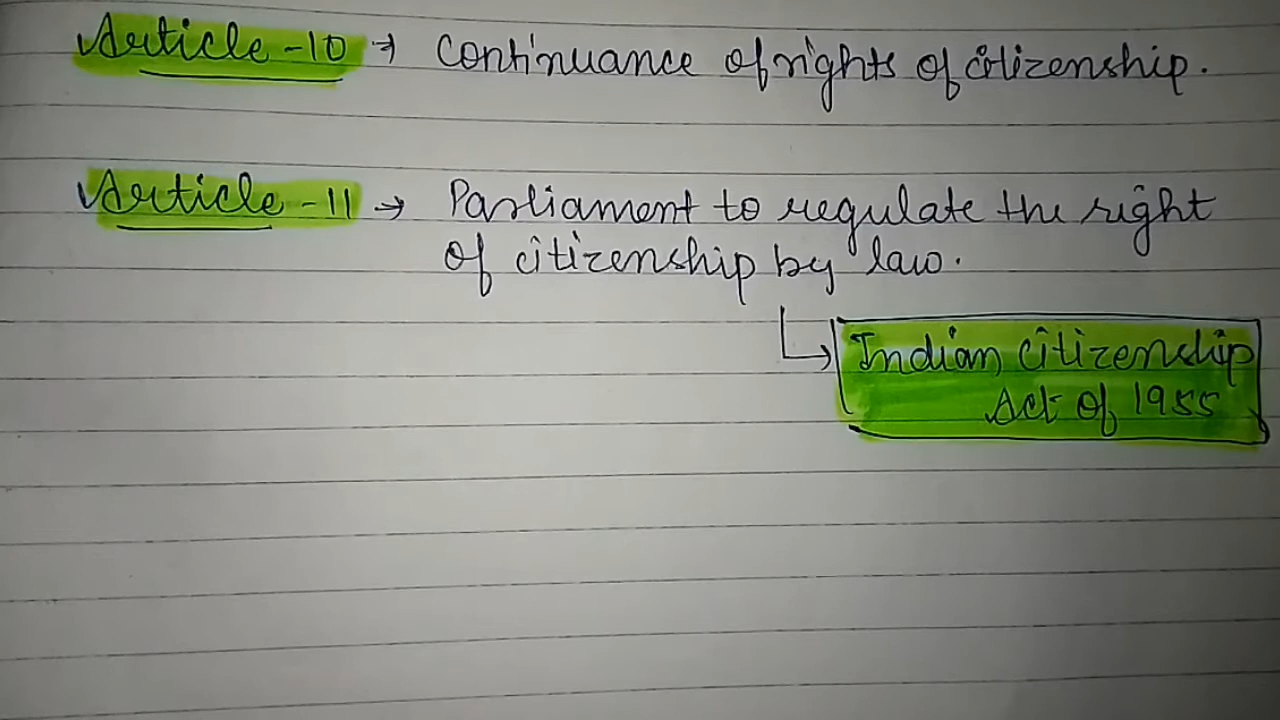 Article - 10 → Continuance of rights of citizenship.
Article - 11 → Parliament to regulate the right
of citizenship by law.
Indian citizenship
Act of 1955